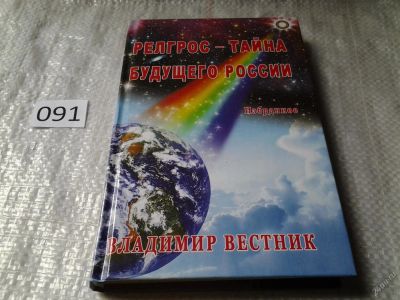 РЕЛГРОС – ТАЙНА
БУДУЩЕГО РОССИИ
Избранное
091
ВЛАДИМИР ВЕСТНИК